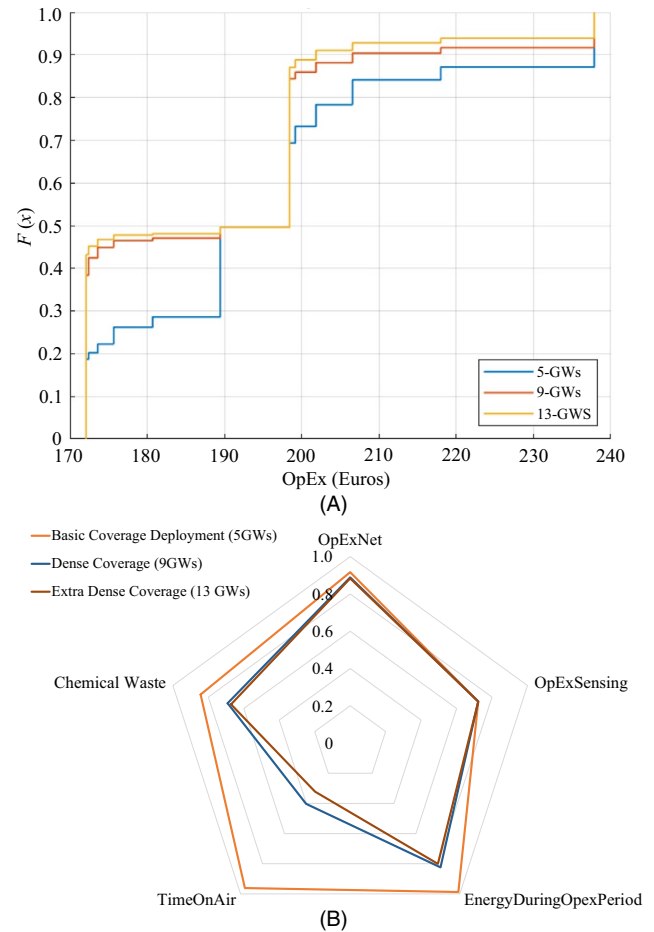 1.0
0.9
0.8
0.7
0.6
0.5
0.4
0.3
0.2
0.1
0
F (x)
5-GWs
9-GWs
13-GWS
170 180 190 200 210 220 230 240
OpEx (Euros)
(A)
Basic Coverage Deployment (5GWs)
Dense Coverage (9GWs)
Extra Dense Coverage (13 GWs)
OpExNet
1.0
0.8
0.6
0.4
0.2
0
Chemical Waste
OpExSensing
TimeOnAir
EnergyDuringOpexPeriod
(B)